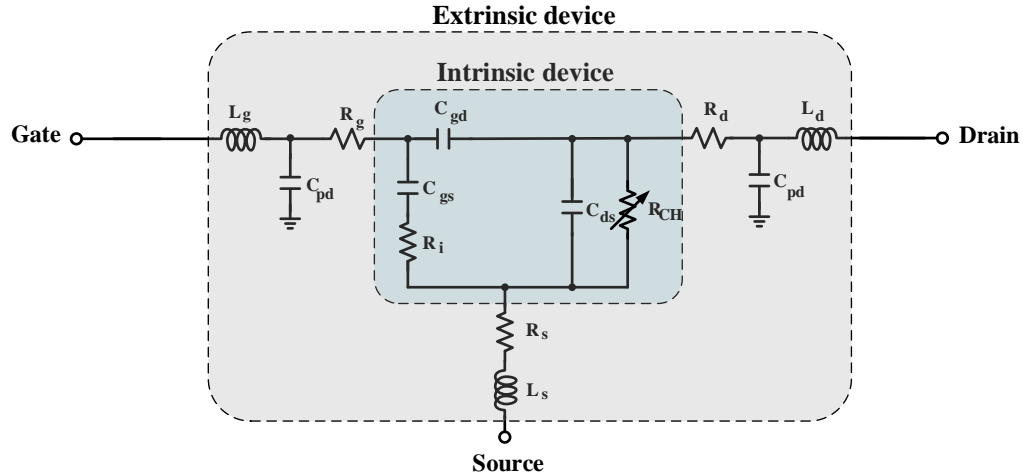 Extrinsic device
Intrinsic device
Lg
Rg
Cgd
Rd
Ld
Gate
Drain
Cpd
Cgs
Cds
RCH
Cpd
Ri
Rs
Ls
Source